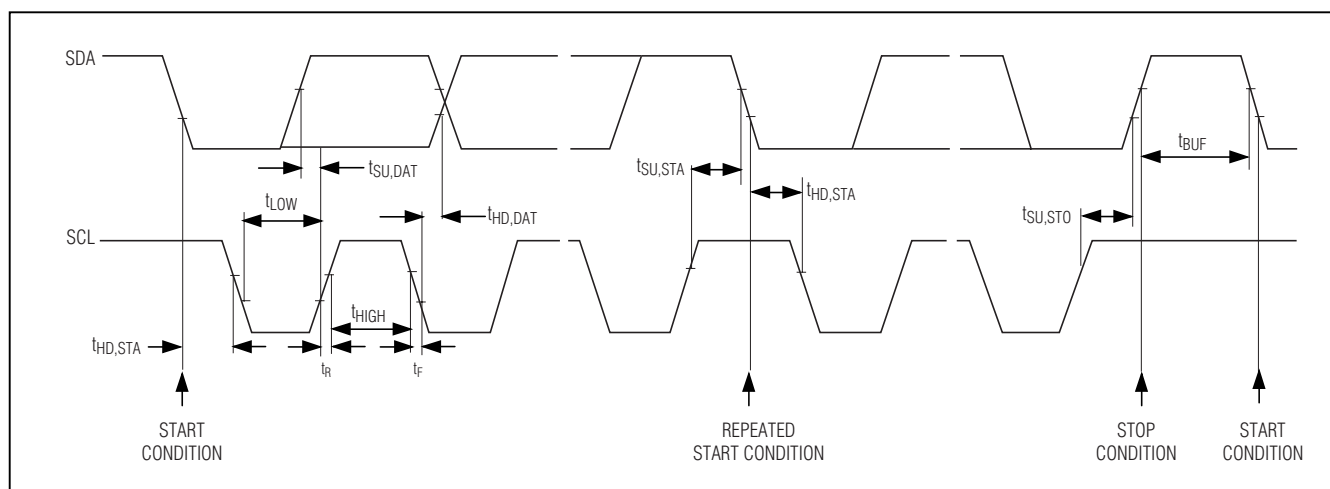 SDA
tSU,DAT
tSU,STA
tBUF
tLOW
tHD,DAT
tHD,STA
tSU,STO
SCL
tHIGH
tHD,STA
tR
tF
START
CONDITION
REPEATED
START CONDITION
STOP
CONDITION
START
CONDITION